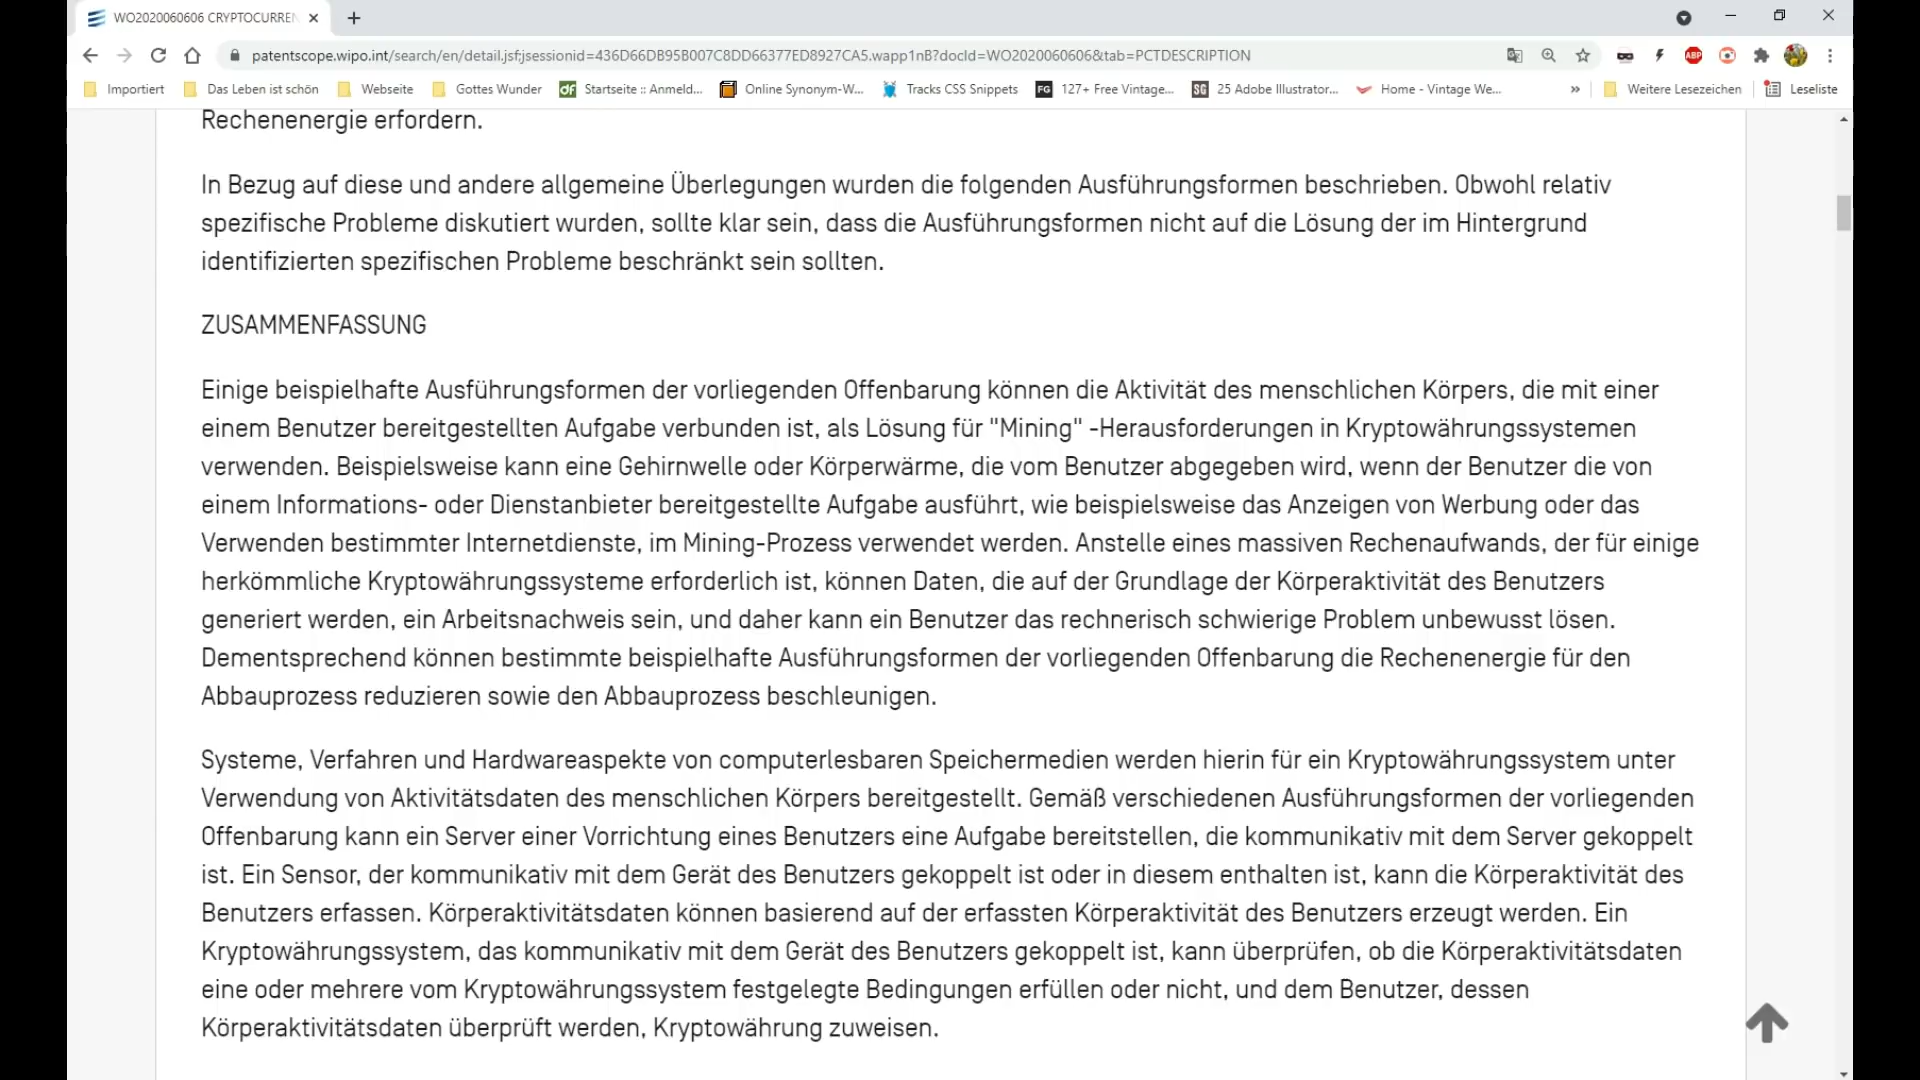 WO2020060606 CRYPTOCURREN
patentscope.wipo.int/search/en/detail.jsf;jsessionid=436D66DB95B007C8DD66377ED8927CA5.wapp1nB?docId=WO2020060606&tab=PCTDESCRIPTION
ABP
Importiert Das Leben ist schön Webseite Gottes Wunder df Startseite :: Anmeld... Online Synonym-W... Tracks CSS Snippets FG 127+ Free Vintage... SG 25 Adobe Illustrator... Home - Vintage We... » Weitere Lesezeichen Leseliste
Rechenenergie erfordern.
In Bezug auf diese und andere allgemeine Überlegungen wurden die folgenden Ausführungsformen beschrieben. Obwohl relativ
spezifische Probleme diskutiert wurden, sollte klar sein, dass die Ausführungsformen nicht auf die Lösung der im Hintergrund
identifizierten spezifischen Probleme beschränkt sein sollten.
ZUSAMMENFASSUNG
Einige beispielhafte Ausführungsformen der vorliegenden Offenbarung können die Aktivität des menschlichen Körpers, die mit einer
einem Benutzer bereitgestellten Aufgabe verbunden ist, als Lösung für "Mining" -Herausforderungen in Kryptowährungssystemen
verwenden. Beispielsweise kann eine Gehirnwelle oder Körperwärme, die vom Benutzer abgegeben wird, wenn der Benutzer die von
einem Informations- oder Dienstanbieter bereitgestellte Aufgabe ausführt, wie beispielsweise das Anzeigen von Werbung oder das
Verwenden bestimmter Internetdienste, im Mining-Prozess verwendet werden. Anstelle eines massiven Rechenaufwands, der für einige
herkömmliche Kryptowährungssysteme erforderlich ist, können Daten, die auf der Grundlage der Körperaktivität des Benutzers
generiert werden, ein Arbeitsnachweis sein, und daher kann ein Benutzer das rechnerisch schwierige Problem unbewusst lösen.
Dementsprechend können bestimmte beispielhafte Ausführungsformen der vorliegenden Offenbarung die Rechenenergie für den
Abbauprozess reduzieren sowie den Abbauprozess beschleunigen.
Systeme, Verfahren und Hardwareaspekte von computerlesbaren Speichermedien werden hierin für ein Kryptowährungssystem unter
Verwendung von Aktivitätsdaten des menschlichen Körpers bereitgestellt. Gemäß verschiedenen Ausführungsformen der vorliegenden
Offenbarung kann ein Server einer Vorrichtung eines Benutzers eine Aufgabe bereitstellen, die kommunikativ mit dem Server gekoppelt
ist. Ein Sensor, der kommunikativ mit dem Gerät des Benutzers gekoppelt ist oder in diesem enthalten ist, kann die Körperaktivität des
Benutzers erfassen. Körperaktivitätsdaten können basierend auf der erfassten Körperaktivität des Benutzers erzeugt werden. Ein
Kryptowährungssystem, das kommunikativ mit dem Gerät des Benutzers gekoppelt ist, kann überprüfen, ob die Körperaktivitätsdaten
eine oder mehrere vom Kryptowährungssystem festgelegte Bedingungen erfüllen oder nicht, und dem Benutzer, dessen
Körperaktivitätsdaten überprüft werden, Kryptowährung zuweisen.